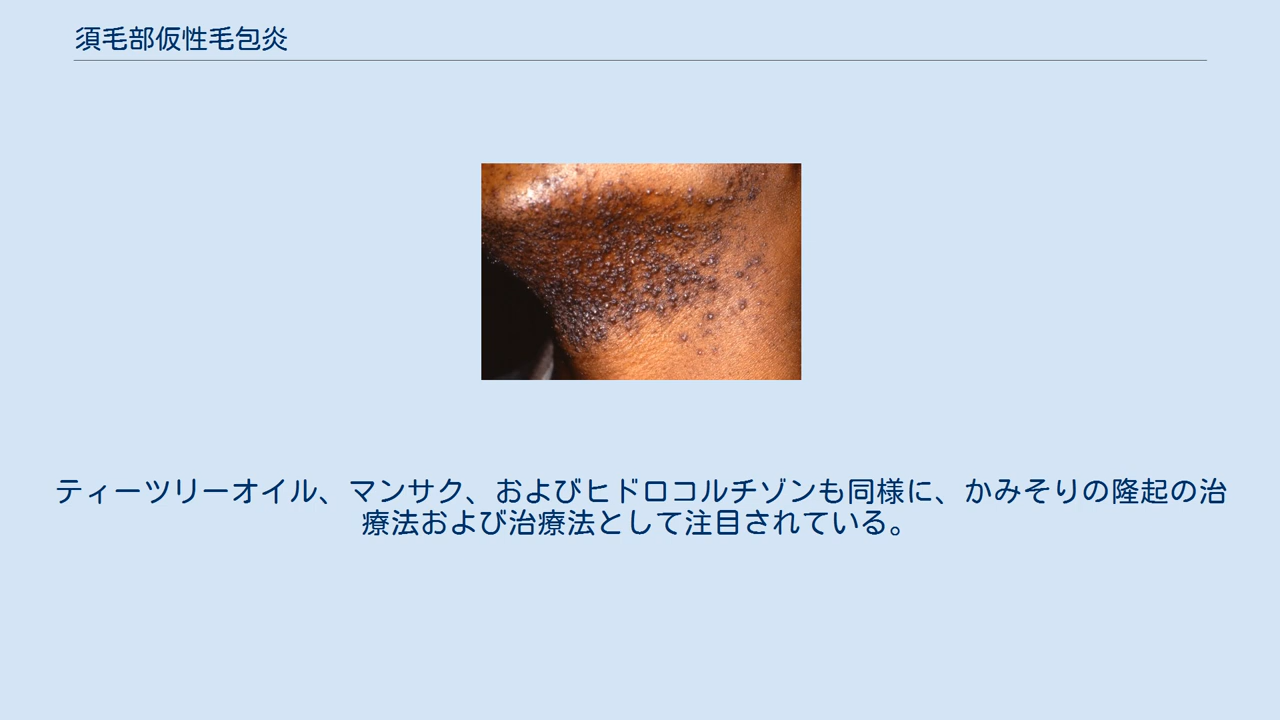 須毛部仮性毛包炎
ティーツリーオイル、マンサク、およびヒドロコルチゾンも同様に、かみそりの隆起の治
療法および治療法として注目されている。